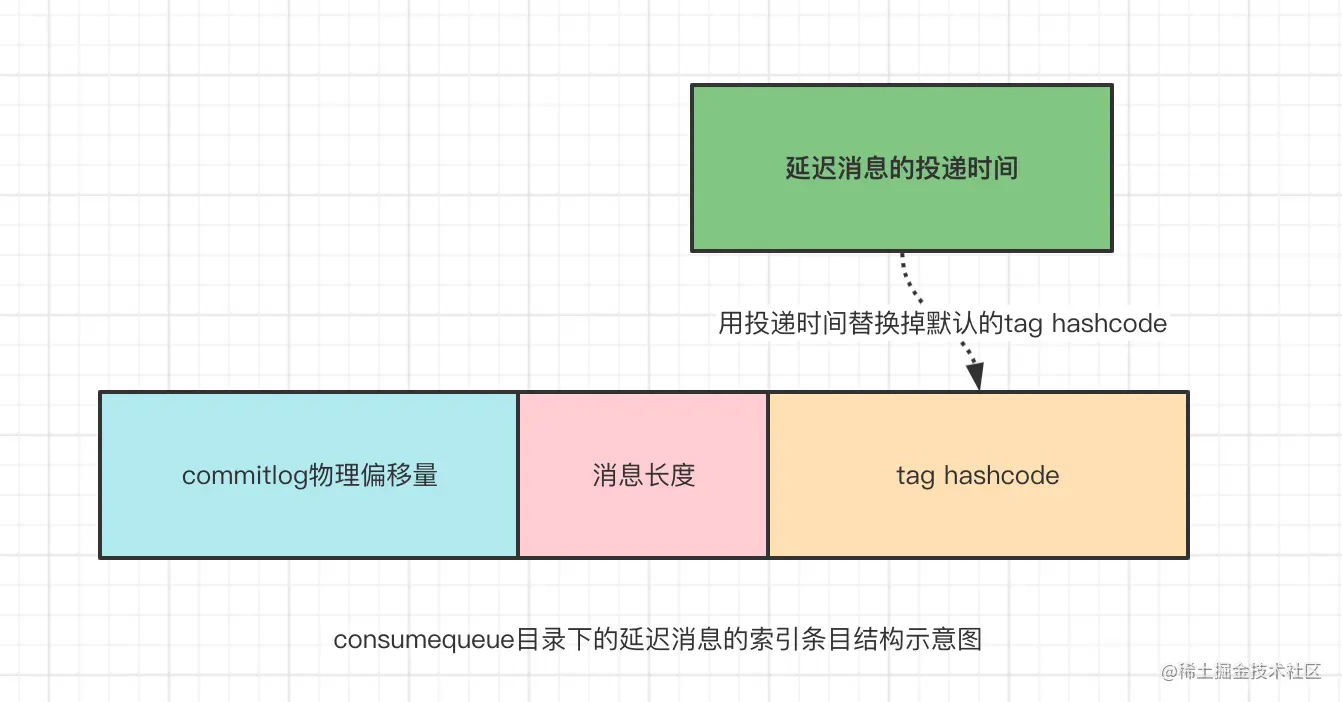 延迟消息的投递时间
用投递时间替换掉默认的tag hashcode
commitlog物理偏移量
消息长度
tag hashcode
consumequeue目录下的延迟消息的索引条目结构示意图
@稀土掘金技术社区